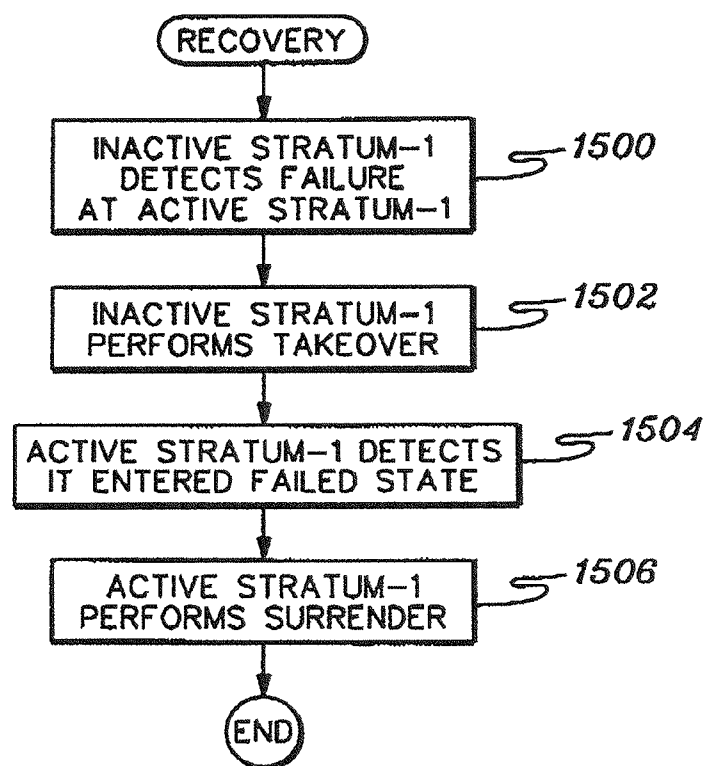 RECOVERY
INACTIVE STRATUM-1
DETECTS FAILURE
AT ACTIVE STRATUM-1
1500
INACTIVE STRATUM-1
PERFORMS TAKEOVER
1502
ACTIVE STRATUM-1 DETECTS
IT ENTERED FAILED STATE
1504
ACTIVE STRATUM-1
PERFORMS SURRENDER
1506
END